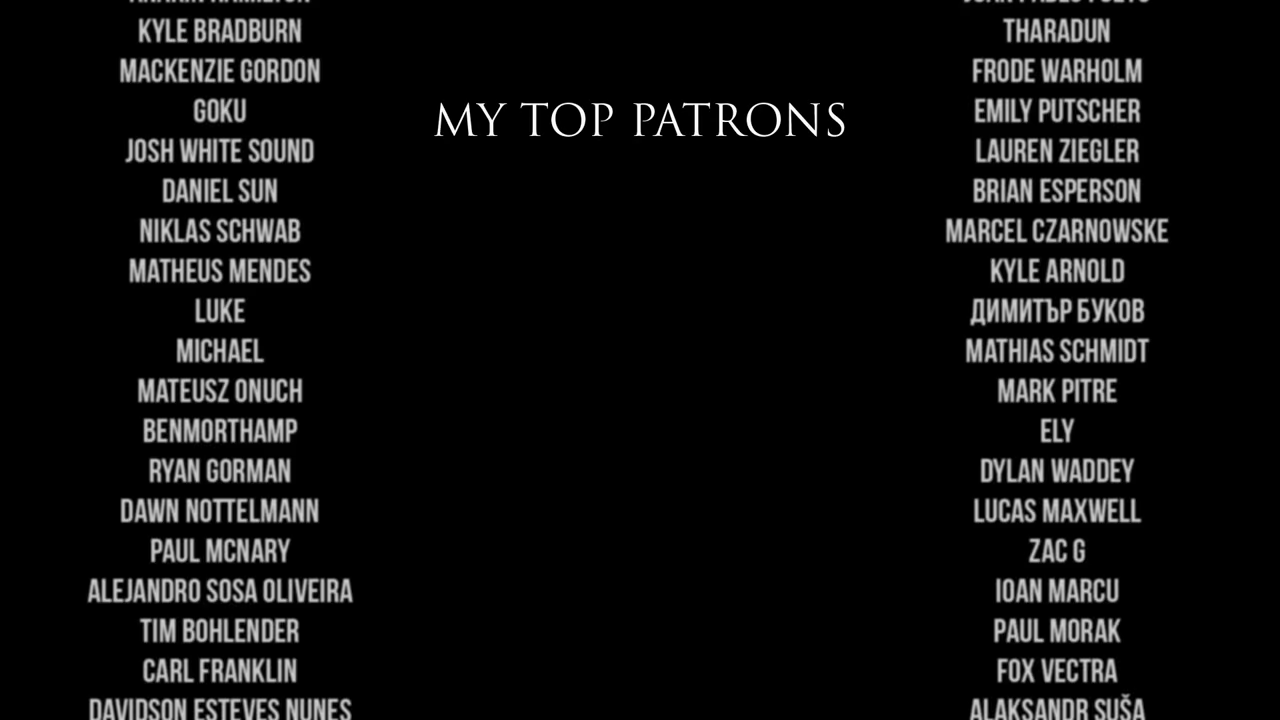 KYLE BRADBURN
MACKENZIE GORDON
GOKU
JOSH WHITE SOUND
DANIEL SUN
NIKLAS SCHWAB
MATHEUS MENDES
LUKE
MICHAEL
MATEUSZ ONUCH
BENMORTHAMP
RYAN GORMAN
DAWN NOTTELMANN
PAUL MCNARY
ALEJANDRO SOSA OLIVEIRA
TIM BOHLENDER
CARL FRANKLIN
DAVIDSON ESTEVES NUNES
MY TOP PATRONS
THARADUN
FRODE WARHOLM
EMILY PUTSCHER
LAUREN ZIEGLER
BRIAN ESPERSON
MARCEL CZARNOWSKE
KYLE ARNOLD
ДИМИТЪР БУКОВ
MATHIAS SCHMIDT
MARK PITRE
ELY
DYLAN WADDEY
LUCAS MAXWELL
ZAC G
IOAN MARCU
PAUL MORAK
FOX VECTRA
ALAKSANDR SUŠA